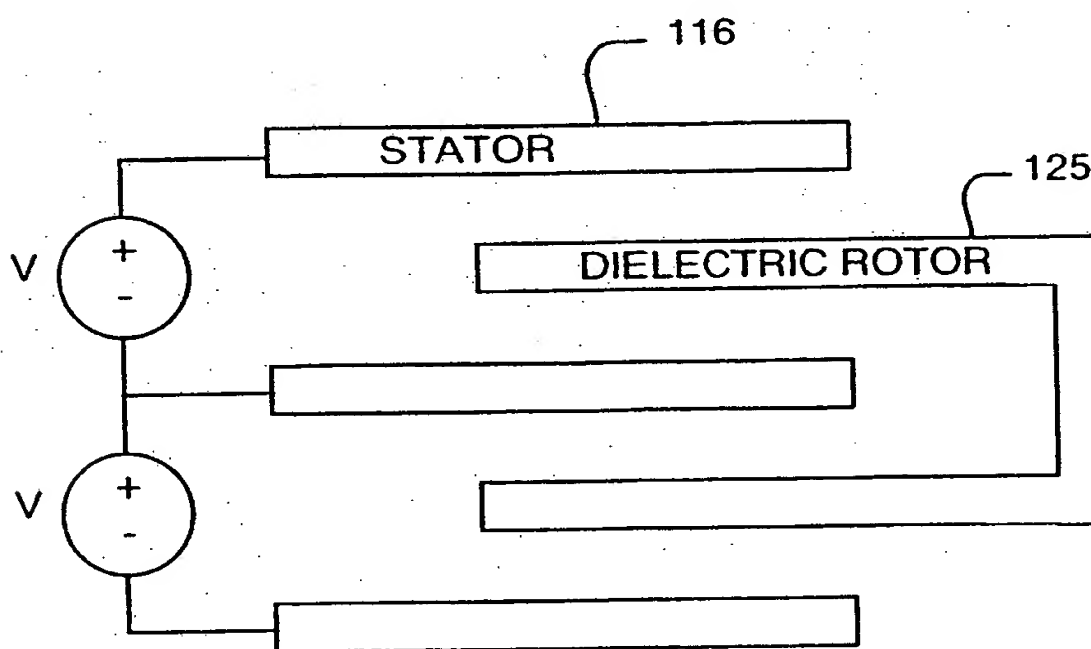 116
STATOR
125
DIELECTRIC ROTOR
V
+
-
V
+
-